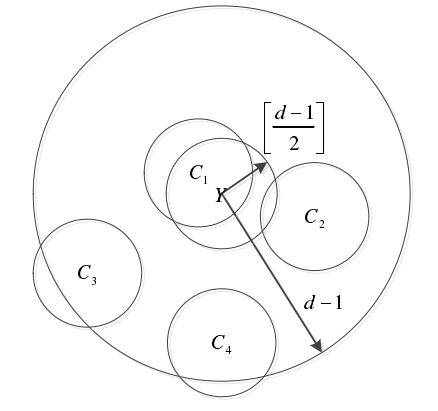 [d − 1 / 2]
C₁
Y
C₂
C₃
d − 1
C₄